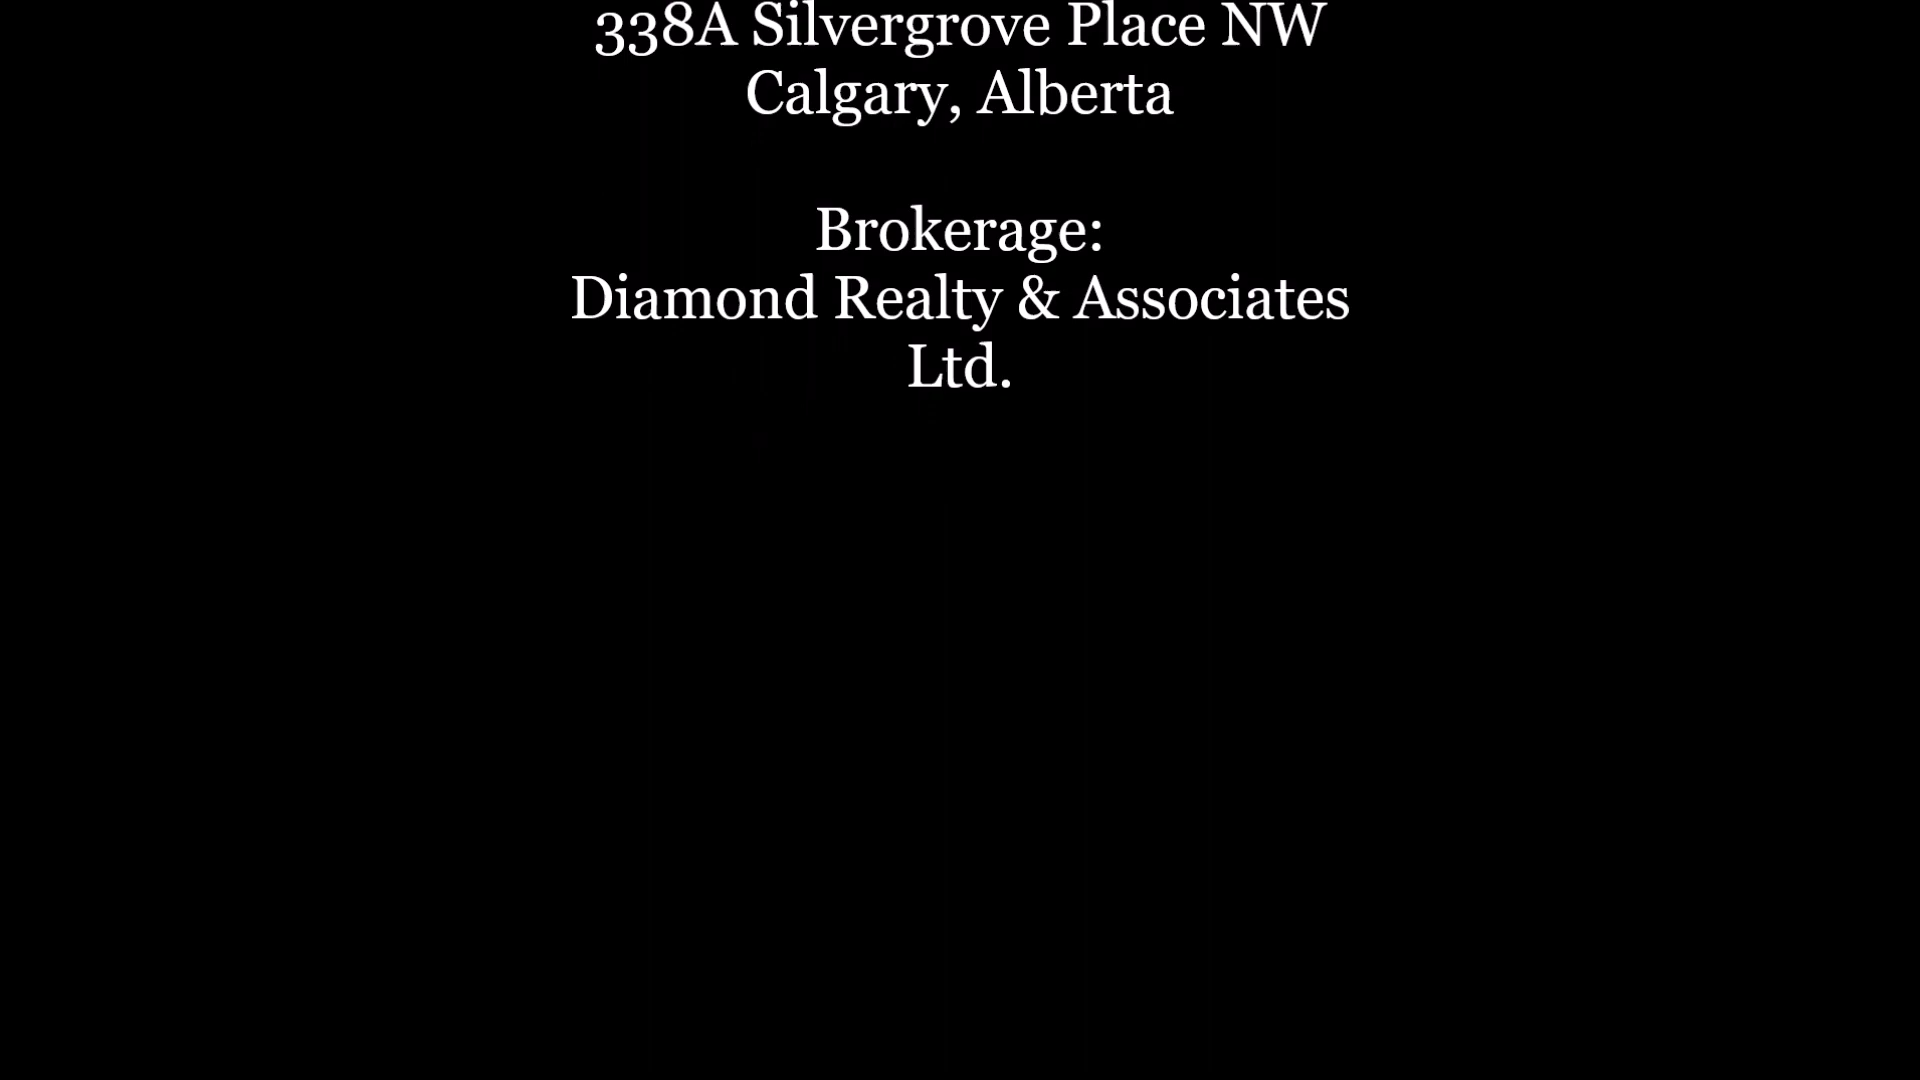 338A Silvergrove Place NW
Calgary, Alberta
Brokerage:
Diamond Realty & Associates
Ltd.